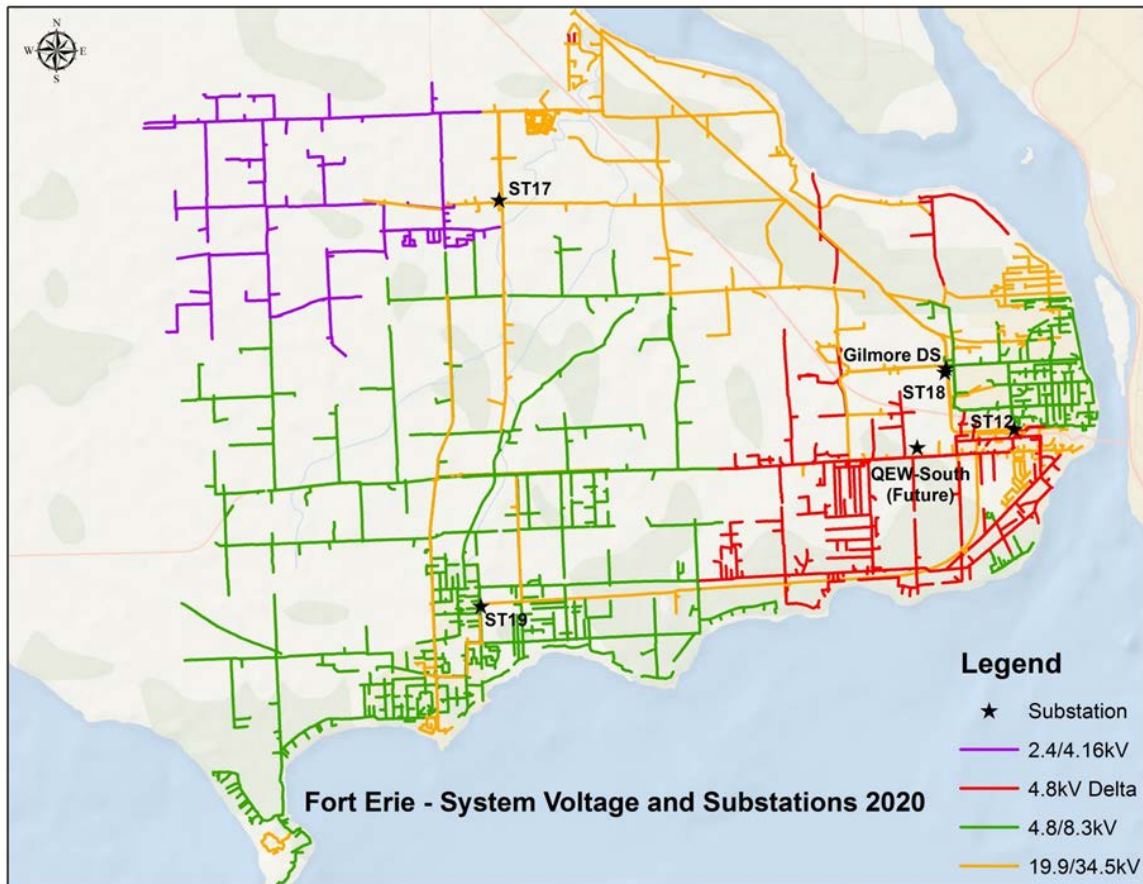 N
W E
S
ST17
Gilmore DS
ST18
ST12
QEW-South
(Future)
ST19
Legend
Substation
2.4/4.16kV
4.8kV Delta
4.8/8.3kV
19.9/34.5kV
Fort Erie - System Voltage and Substations 2020